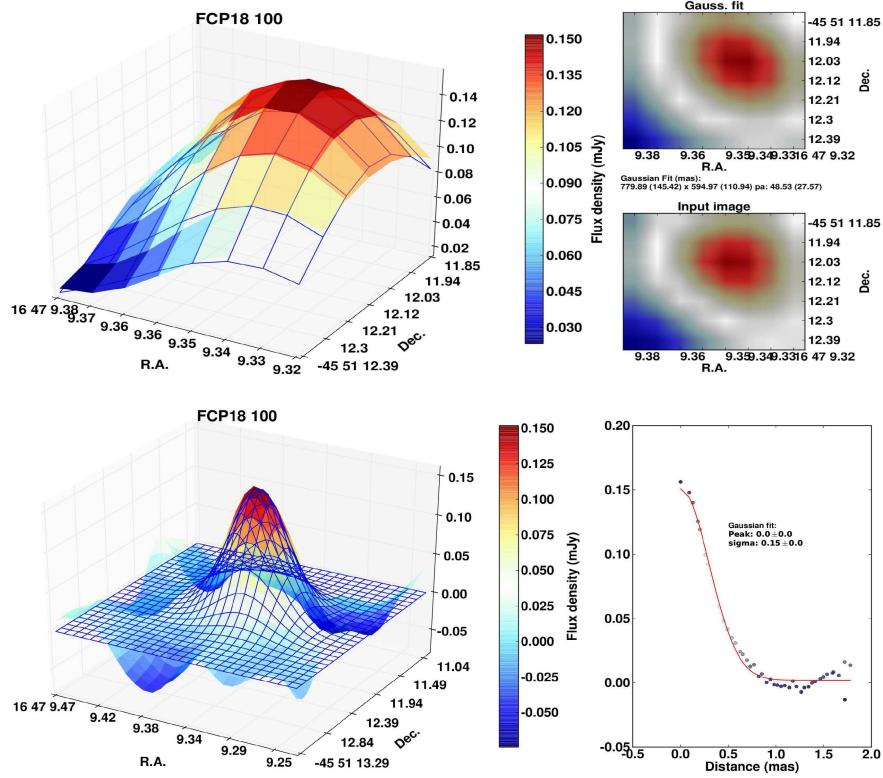 FCP18 100
0.14
0.12
0.10
0.08
0.06
0.04
0.02
16 47 9.38
9.37
9.36
9.36
9.35
9.34
9.33
9.32
R.A.
11.85
11.94
12.03
12.12
12.21
12.3
-45 51 12.39
Dec.
0.150
0.135
0.120
0.105
0.090
0.075
0.060
0.045
0.030
Flux density (mJy)
Gauss. fit
-45 51 11.85
11.94
12.03
12.12
12.21
12.3
12.39
Dec.
9.38 9.36 9.35 9.34 9.33 16 47 9.32
R.A.
Gaussian Fit (mas):
779.89 (145.42) x 594.97 (110.94) pa: 48.53 (27.57)
Input image
-45 51 11.85
11.94
12.03
12.12
12.21
12.3
12.39
Dec.
9.38 9.36 9.35 9.34 9.33 16 47 9.32
R.A.
FCP18 100
0.15
0.10
0.05
0.00
-0.05
16 47 9.47
9.42
9.38
9.34
9.29
9.25
R.A.
11.04
11.49
11.94
12.39
12.84
-45 51 13.29
Dec.
0.150
0.125
0.100
0.075
0.050
0.025
0.000
-0.025
-0.050
Flux density (mJy)
0.20
0.15
0.10
0.05
0.00
-0.05
Gaussian fit:
Peak: 0.0±0.0
sigma: 0.15±0.0
-0.5 0.0 0.5 1.0 1.5 2.0
Distance (mas)